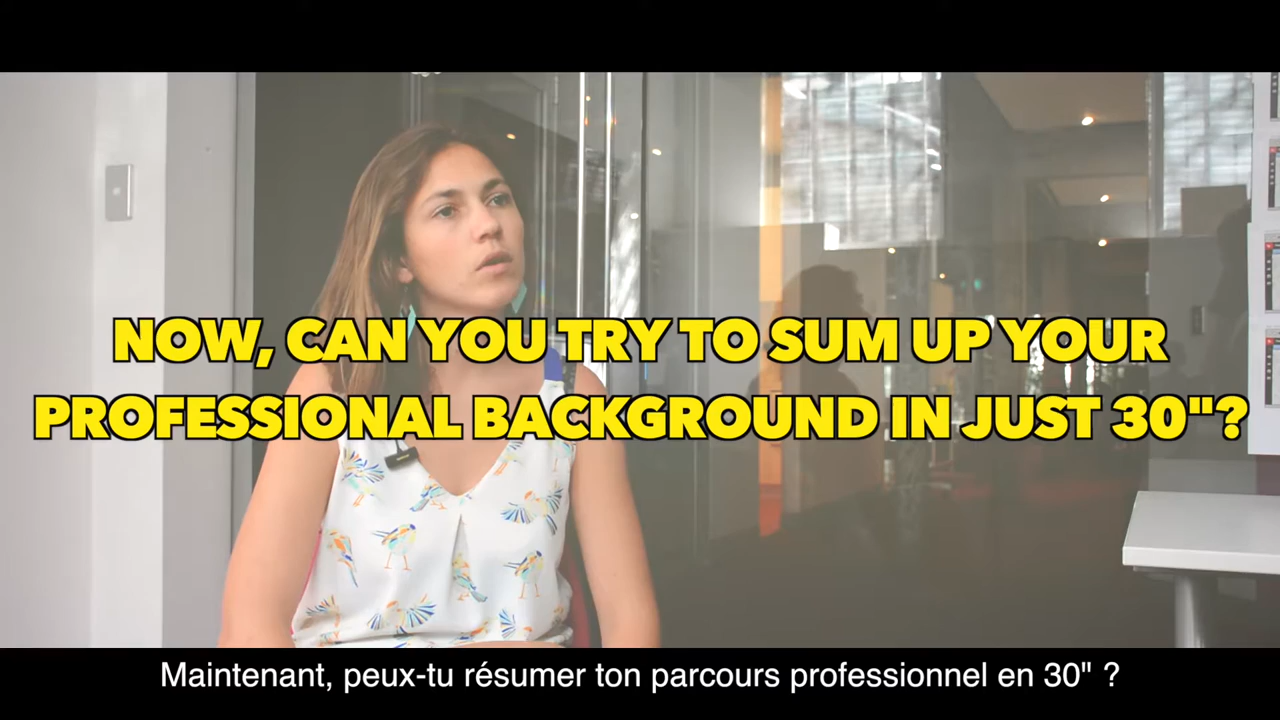 NOW, CAN YOU TRY TO SUM UP YOUR
PROFESSIONAL BACKGROUND IN JUST 30"?
Maintenant, peux-tu résumer ton parcours professionnel en 30" ?